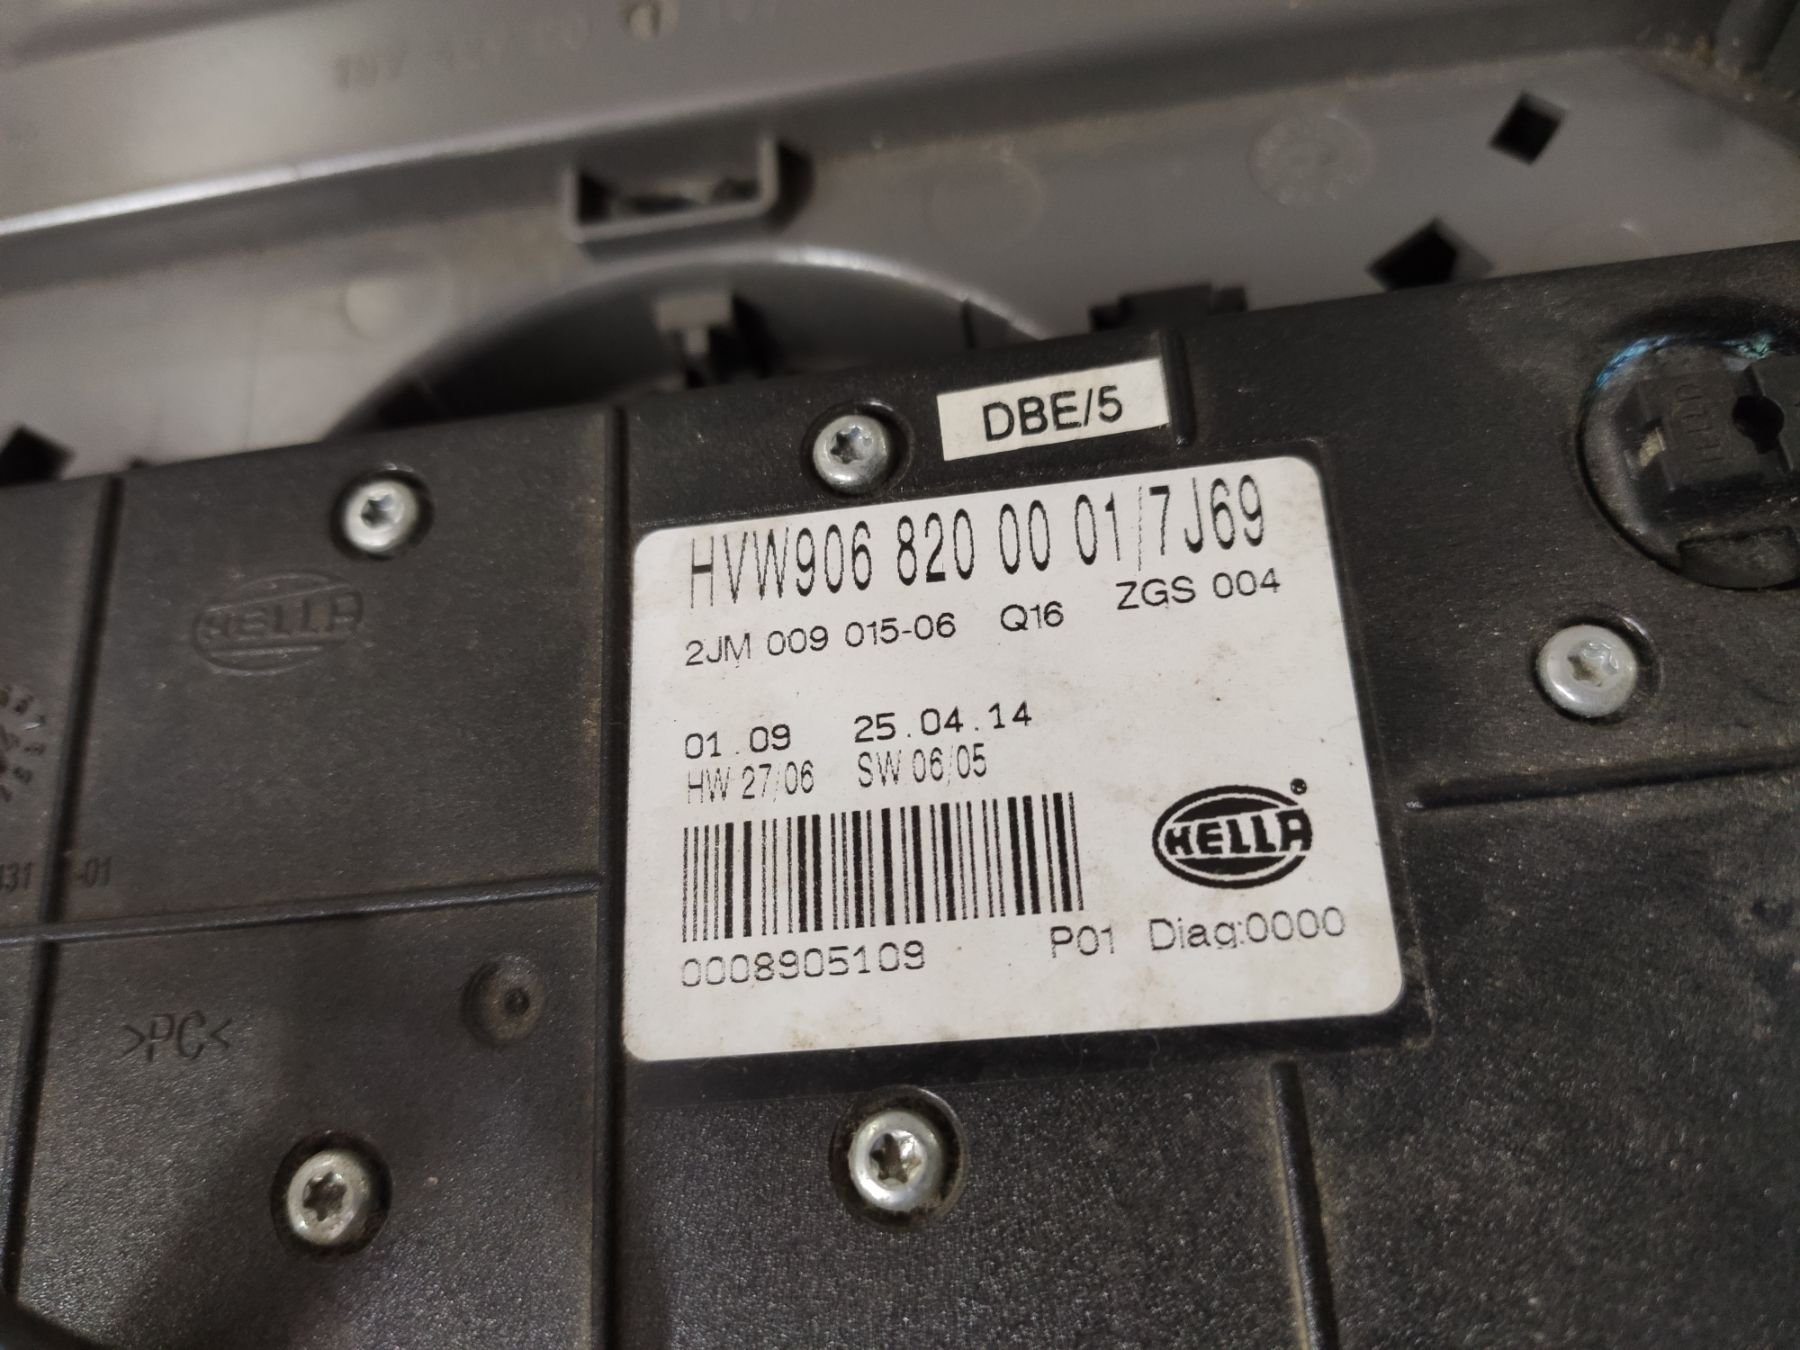 DBE/5
HVW906 820 00 01/7J69
2JM 009 015-06 Q16 ZGS 004
01.09 25.04.14
HW 27/06 SW 06/05
HELLA
HELLA
0008905109 P01 Diag:0000
-01
>PC<